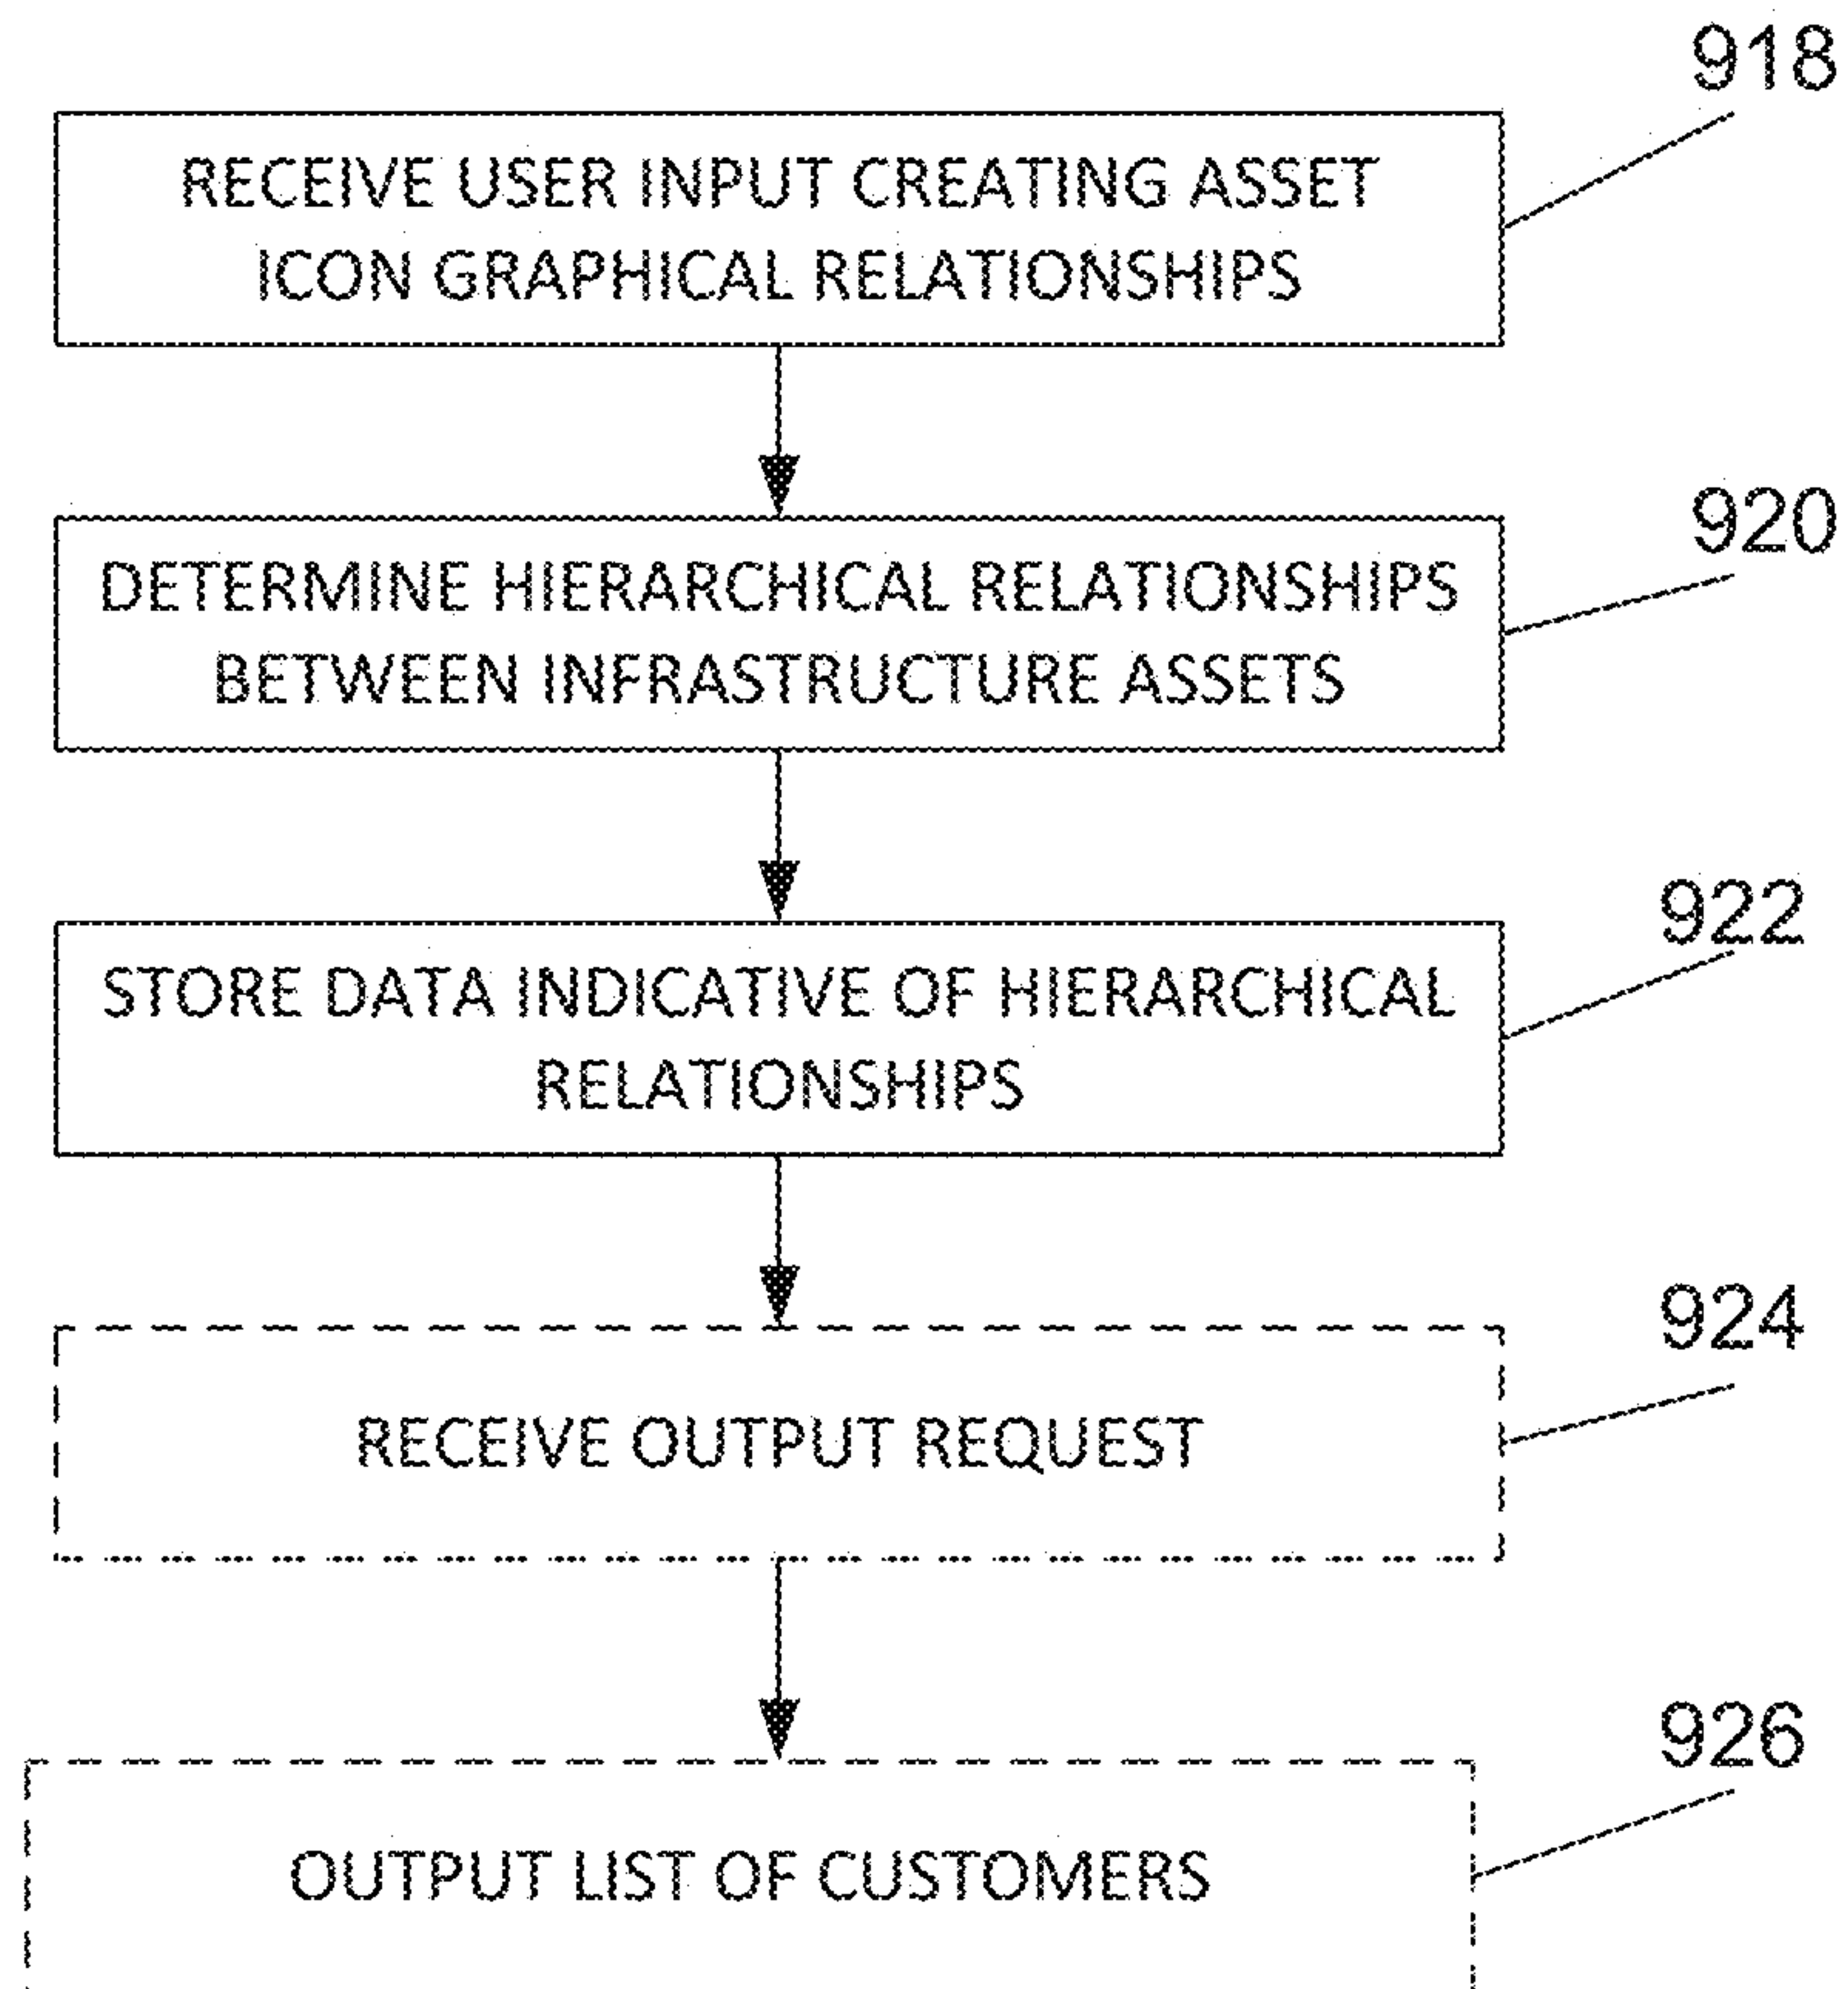 918
RECEIVE USER INPUT CREATING ASSET
ICON GRAPHICAL RELATIONSHIPS
920
DETERMINE HIERARCHICAL RELATIONSHIPS
BETWEEN INFRASTRUCTURE ASSETS
922
STORE DATA INDICATIVE OF HIERARCHICAL
RELATIONSHIPS
924
RECEIVE OUTPUT REQUEST
926
OUTPUT LIST OF CUSTOMERS